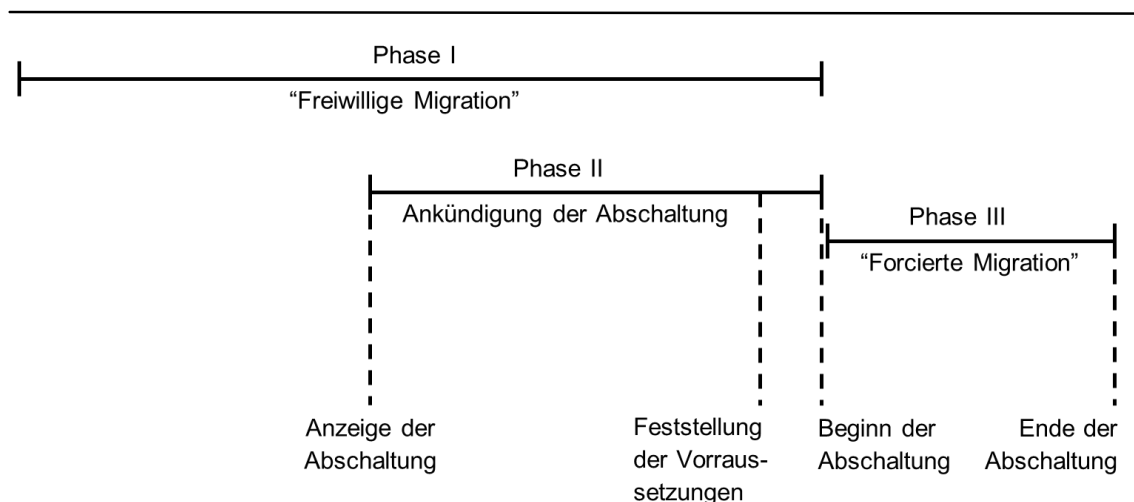 Phase I
“Freiwillige Migration”
Phase II
Ankündigung der Abschaltung
Phase III
“Forcierte Migration”
Anzeige der
Abschaltung
Feststellung
der Vorraus-
setzungen
Beginn der
Abschaltung
Ende der
Abschaltung